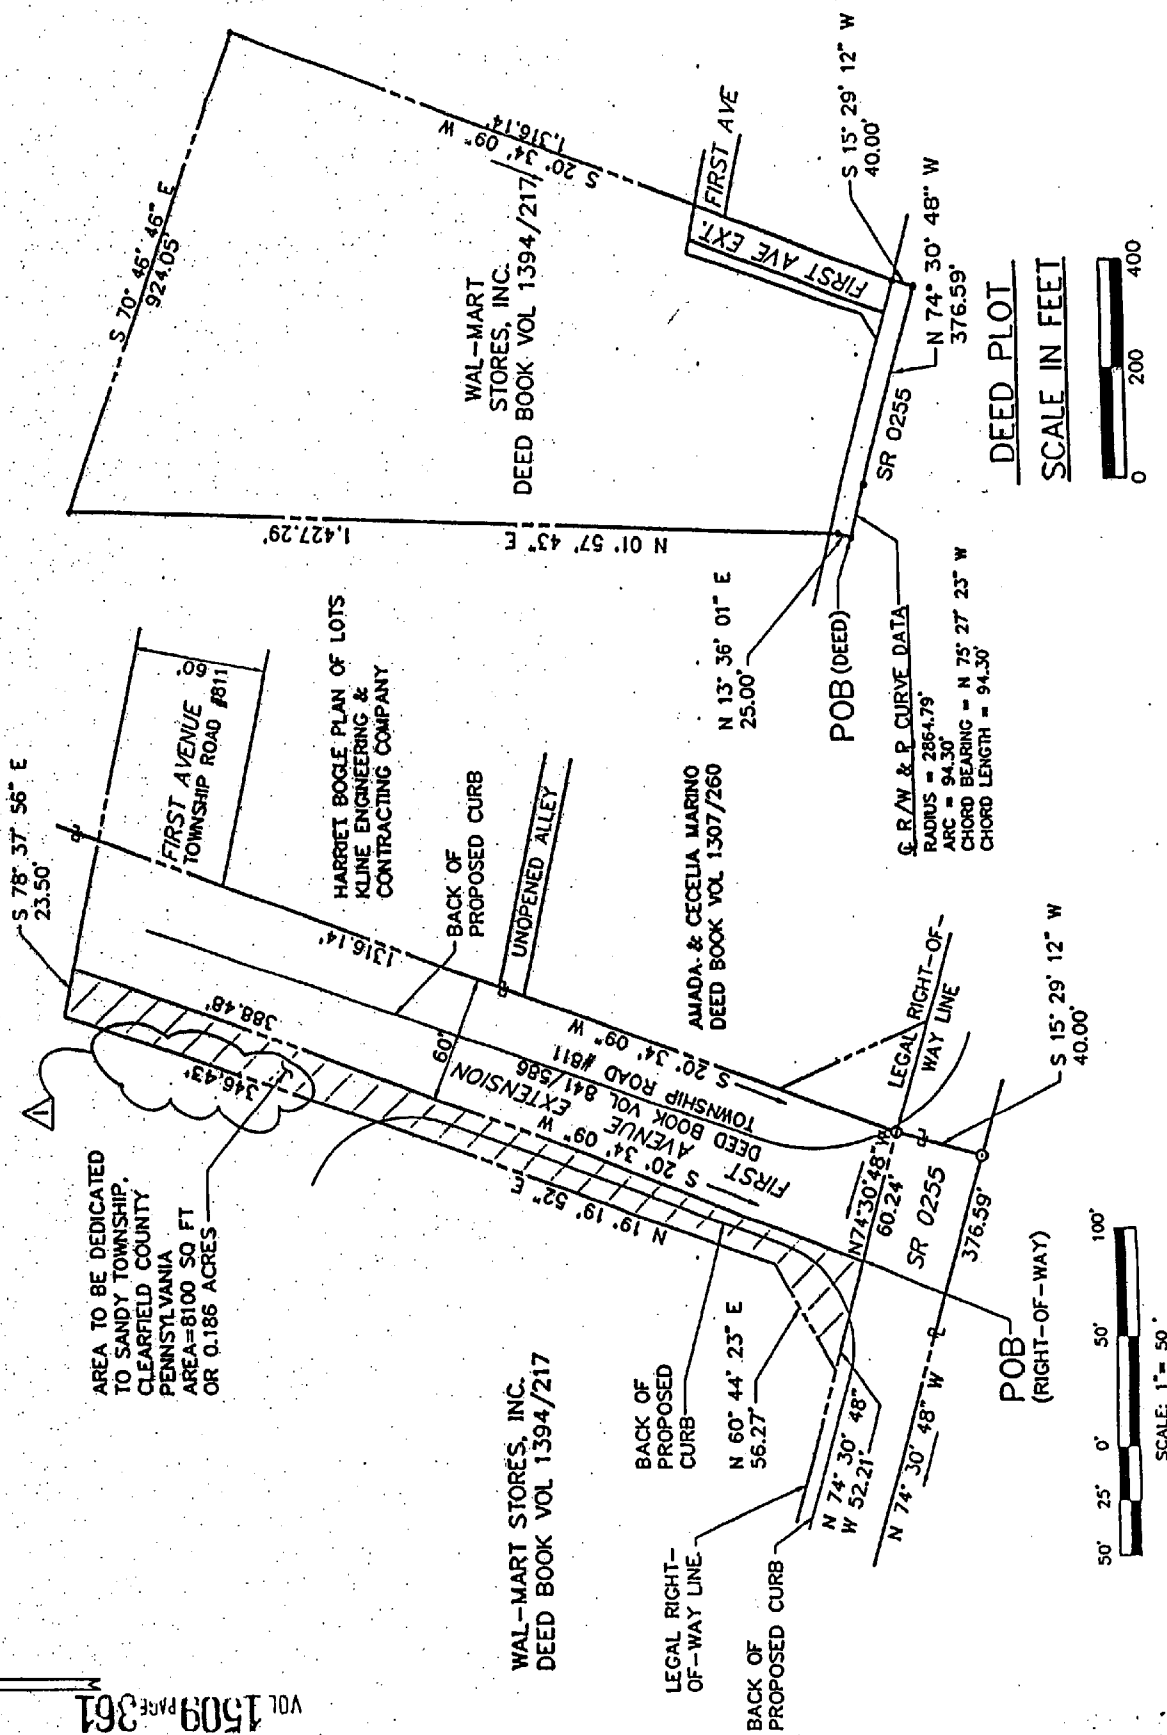 VOL 1509 PAGE 361
S 78° 37' 56" E
23.50'
FIRST AVENUE
TOWNSHIP ROAD #811
60'
HARRIET BOGLE PLAN OF LOTS
KLINE ENGINEERING &
CONTRACTING COMPANY
1
AREA TO BE DEDICATED
TO SANDY TOWNSHIP,
CLEARFIELD COUNTY
PENNSYLVANIA
AREA=8100 SQ FT
OR 0.186 ACRES
346.43'
388.48'
1316.14'
BACK OF
PROPOSED CURB
UNOPENED ALLEY
60'
N 19° 19' 52" E
S 20° 34' 09" W
FIRST AVENUE EXTENSION
DEED BOOK VOL 841/586
TOWNSHIP ROAD #811
S 20° 34' 09" W
AMADA & CECELIA MARINO
DEED BOOK VOL 1307/260
WAL-MART STORES, INC.
DEED BOOK VOL 1394/217
BACK OF
PROPOSED
CURB
N 60° 44' 23" E
56.27'
LEGAL RIGHT-
OF-WAY LINE
BACK OF
PROPOSED CURB
N 74° 30' 48"
W 52.21'
N 74° 30' 48" W
N74°30'48"W
60.24'
SR 0255
376.59'
LEGAL RIGHT-OF-
WAY LINE
S 15° 29' 12" W
40.00'
POB
(RIGHT-OF-WAY)
50' 25' 0' 50' 100'
SCALE: 1"= 50'
S 70° 46' 46" E
924.05'
S 20° 34' 09" W
1,316.14'
WAL-MART
STORES, INC.
DEED BOOK VOL 1394/217
1,427.29'
N 01° 57' 43" E
FIRST AVE
FIRST AVE EXT.
S 15° 29' 12" W
40.00'
N 74° 30' 48" W
376.59'
SR 0255
N 13° 36' 01" E
25.00'
POB (DEED)
₵ R/W & ₽ CURVE DATA
RADIUS = 2864.79'
ARC = 94.30'
CHORD BEARING = N 75° 27' 23" W
CHORD LENGTH = 94.30'
DEED PLOT
SCALE IN FEET
0 200 400